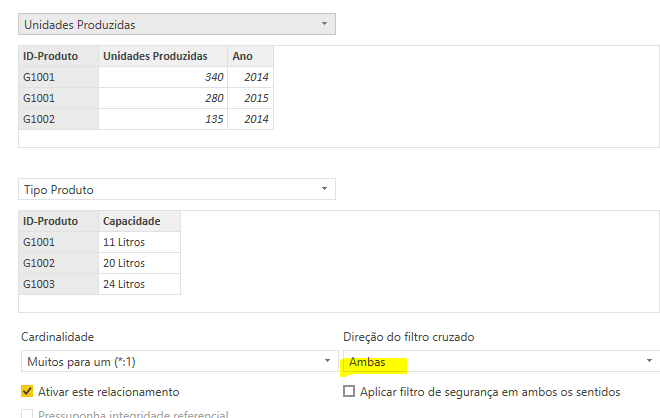 Unidades Produzidas
ID-Produto Unidades Produzidas Ano
G1001 340 2014
G1001 280 2015
G1002 135 2014
Tipo Produto
ID-Produto Capacidade
G1001 11 Litros
G1002 20 Litros
G1003 24 Litros
Cardinalidade Direção do filtro cruzado
Muitos para um (*:1) Ambas
Ativar este relacionamento Aplicar filtro de segurança em ambos os sentidos
Pressuponha integridade referencial